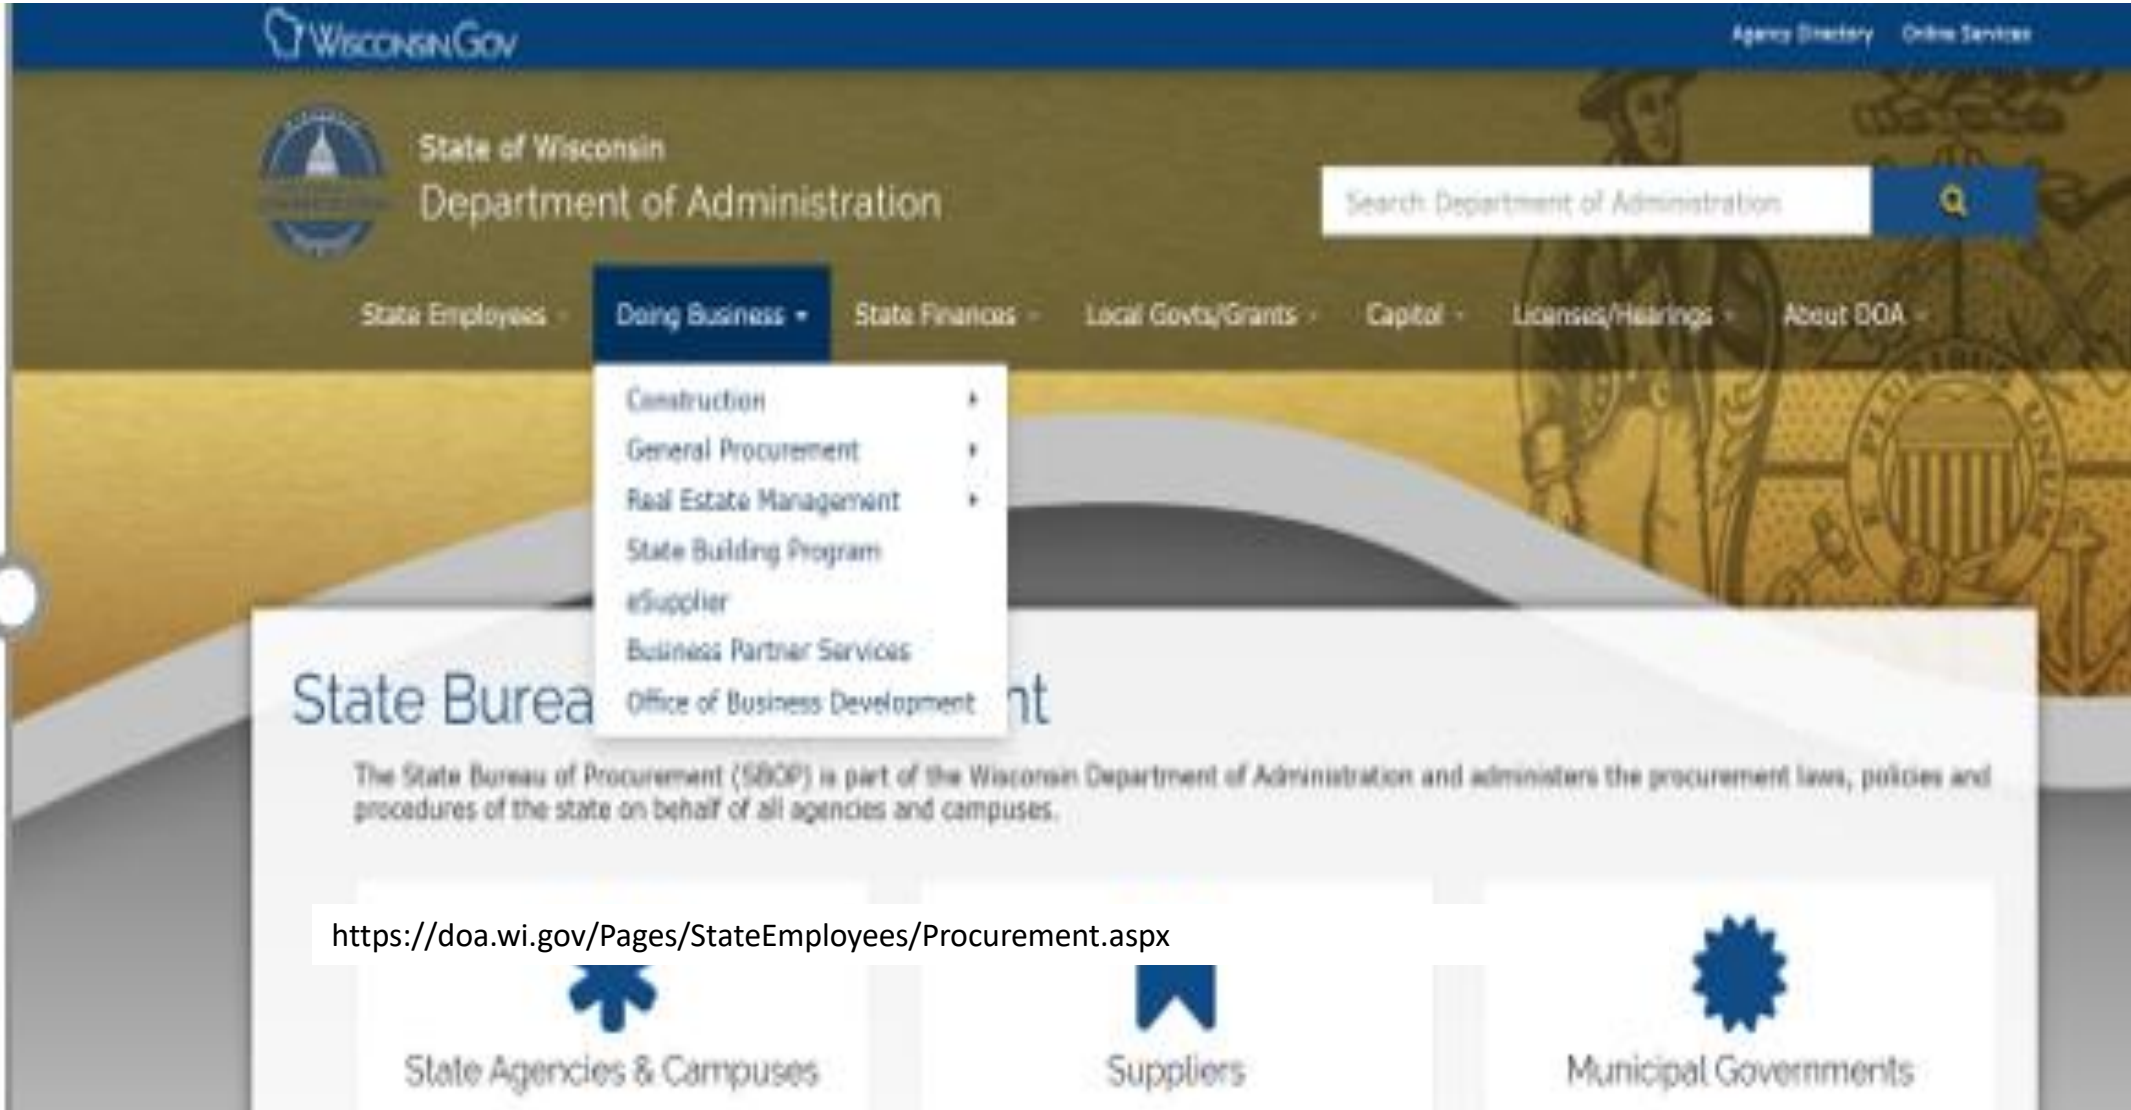 WISCONSIN.GOV
Agency Directory Online Services
State of Wisconsin
Department of Administration
Search Department of Administration
State Employees Doing Business State Finances Local Govts/Grants Capitol Licenses/Hearings About DOA
Construction
General Procurement
Real Estate Management
State Building Program
eSupplier
Business Partner Services
Office of Business Development
State Burea nt
The State Bureau of Procurement (SBOP) is part of the Wisconsin Department of Administration and administers the procurement laws, policies and
procedures of the state on behalf of all agencies and campuses.
https://doa.wi.gov/Pages/StateEmployees/Procurement.aspx
State Agencies & Campuses Suppliers Municipal Governments
E PLURIBUS UNUM